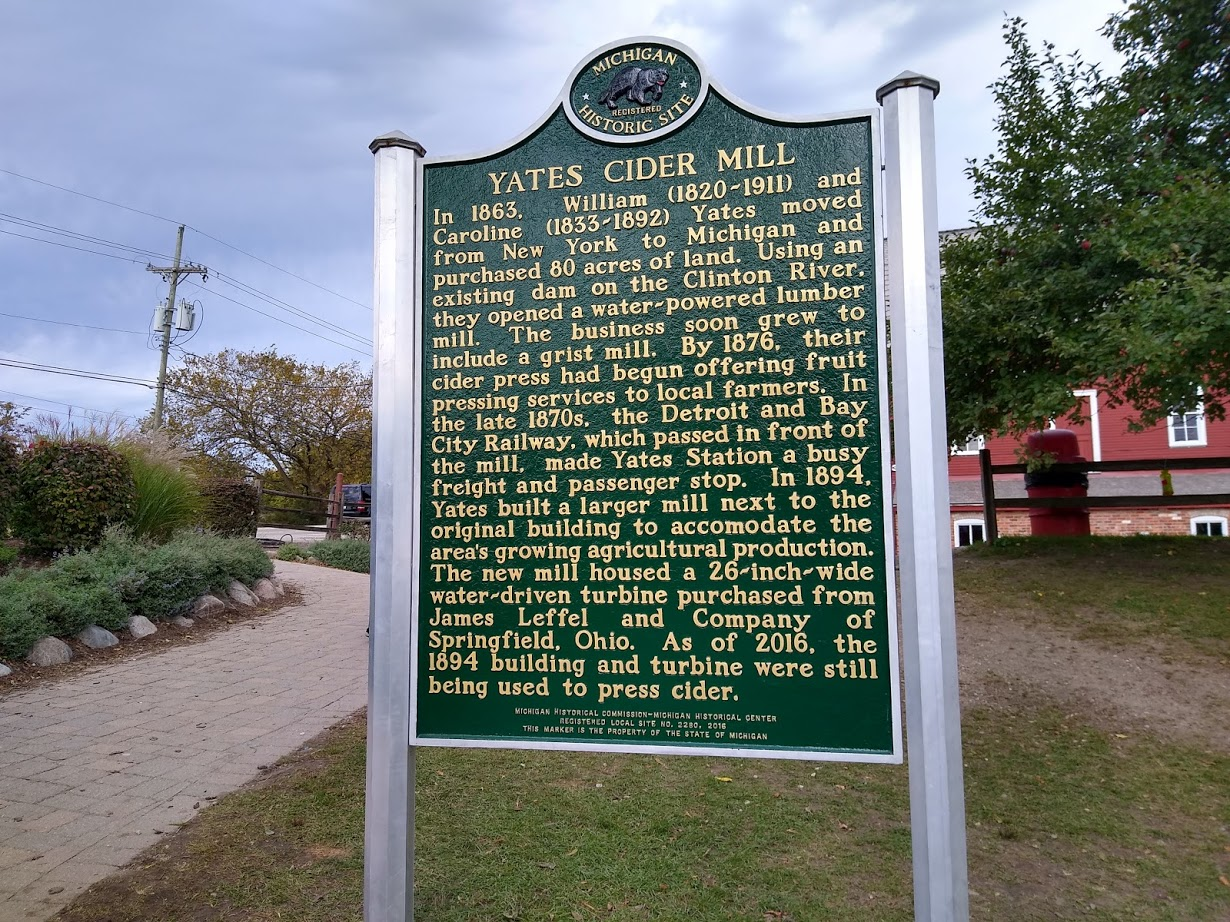 MICHIGAN
REGISTERED
HISTORIC SITE
YATES CIDER MILL
In 1863, William (1820-1911) and
Caroline (1833-1892) Yates moved
from New York to Michigan and
purchased 80 acres of land. Using an
existing dam on the Clinton River,
they opened a water-powered lumber
mill. The business soon grew to
include a grist mill. By 1876, their
cider press had begun offering fruit
pressing services to local farmers. In
the late 1870s, the Detroit and Bay
City Railway, which passed in front of
the mill, made Yates Station a busy
freight and passenger stop. In 1894,
Yates built a larger mill next to the
original building to accomodate the
area's growing agricultural production.
The new mill housed a 26-inch-wide
water-driven turbine purchased from
James Leffel and Company of
Springfield, Ohio. As of 2016, the
1894 building and turbine were still
being used to press cider.
MICHIGAN HISTORICAL COMMISSION-MICHIGAN HISTORICAL CENTER
REGISTERED LOCAL SITE NO. 2280, 2016
THIS MARKER IS THE PROPERTY OF THE STATE OF MICHIGAN